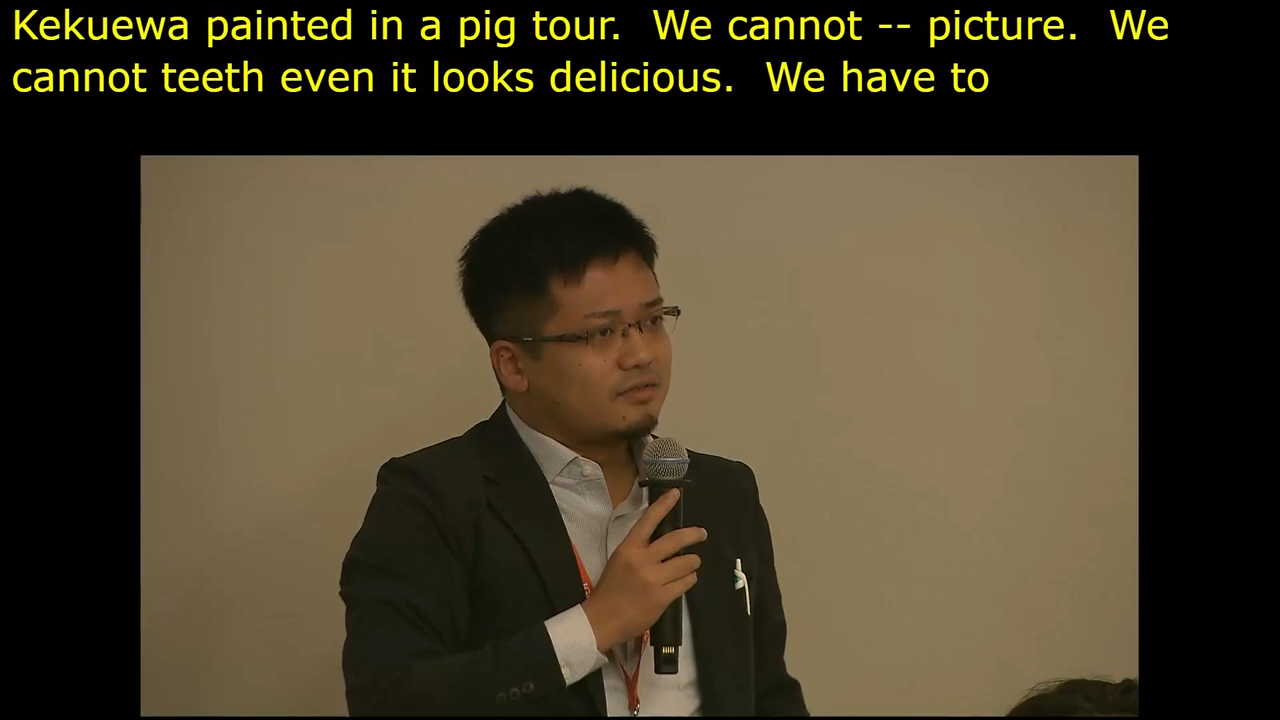 Kekuewa painted in a pig tour.  We cannot -- picture.  We
cannot teeth even it looks delicious.  We have to